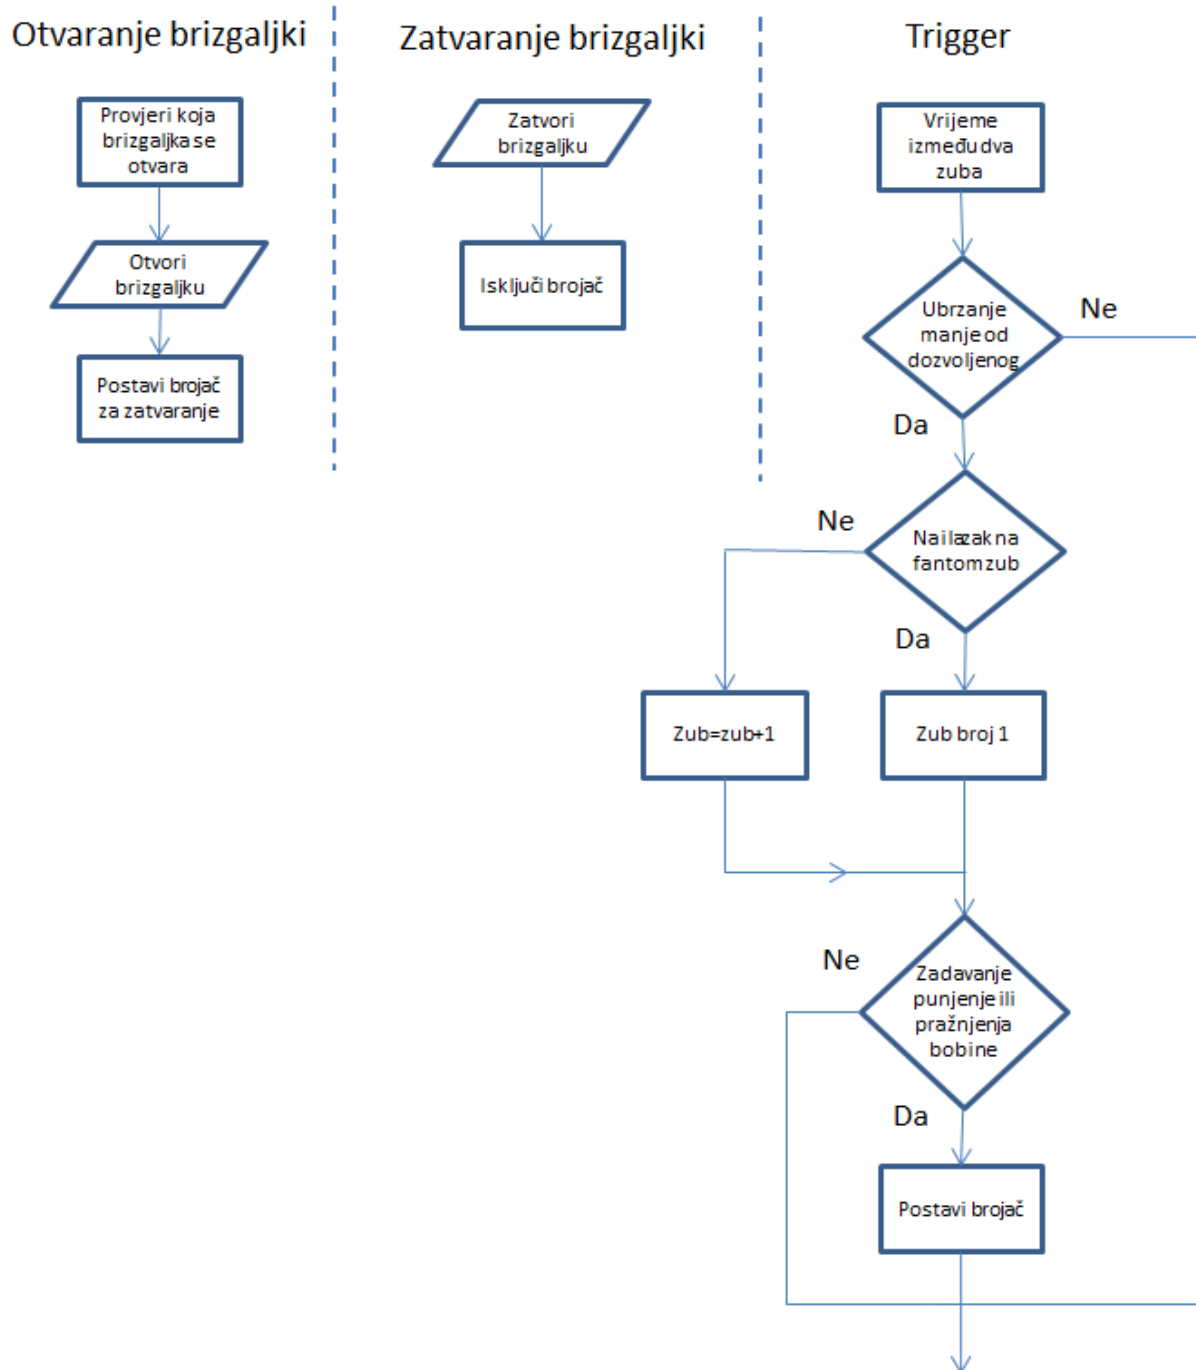 Otvaranje brizgaljki
Provjeri koja
brizgaljka se
otvara
Otvori
brizgaljku
Postavi brojač
za zatvaranje
Zatvaranje brizgaljki
Zatvori
brizgaljku
Isključi brojač
Trigger
Vrijeme
između dva
zuba
Ubrzanje
manje od
dozvoljenog
Ne
Da
Nailazak na
fantom zub
Ne
Da
Zub=zub+1
Zub broj 1
Zadavanje
punjenje ili
pražnjenja
bobine
Ne
Da
Postavi brojač